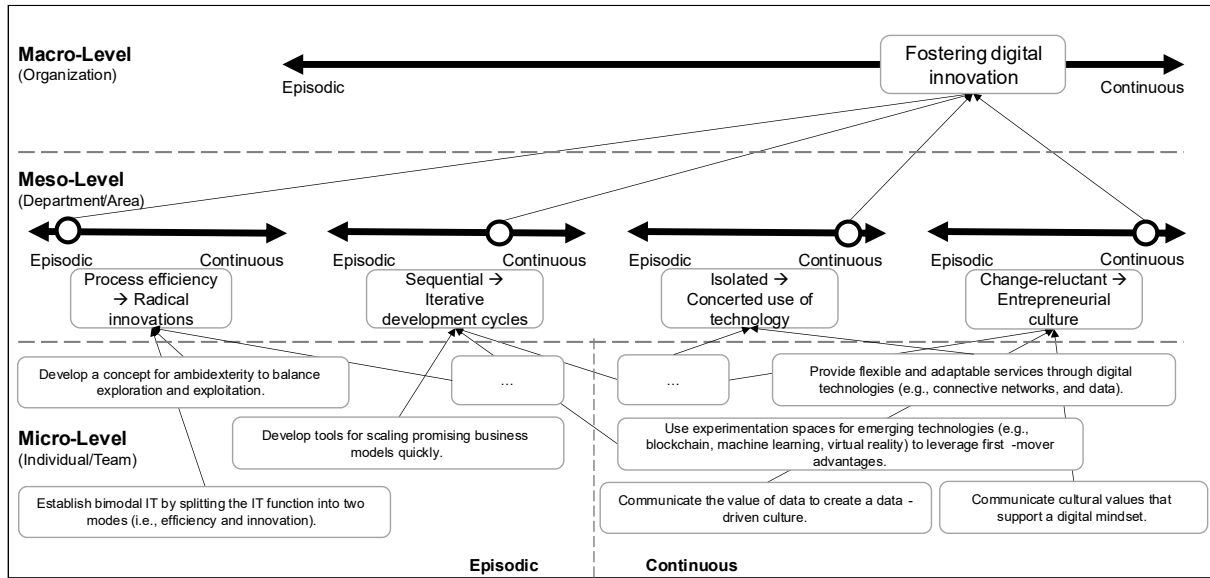 Macro-Level
(Organization)
Fostering digital
innovation
Episodic
Continuous
Meso-Level
(Department/Area)
Episodic
Continuous
Episodic
Continuous
Episodic
Continuous
Episodic
Continuous
Process efficiency
→ Radical
innovations
Sequential →
Iterative
development cycles
Isolated →
Concerted use of
technology
Change-reluctant →
Entrepreneurial
culture
Develop a concept for ambidexterity to balance
exploration and exploitation.
...
...
Provide flexible and adaptable services through digital
technologies (e.g., connective networks, and data).
Micro-Level
(Individual/Team)
Develop tools for scaling promising business
models quickly.
Use experimentation spaces for emerging technologies (e.g.,
blockchain, machine learning, virtual reality) to leverage first -mover
advantages.
Establish bimodal IT by splitting the IT function into two
modes (i.e., efficiency and innovation).
Communicate the value of data to create a data -
driven culture.
Communicate cultural values that
support a digital mindset.
Episodic
Continuous